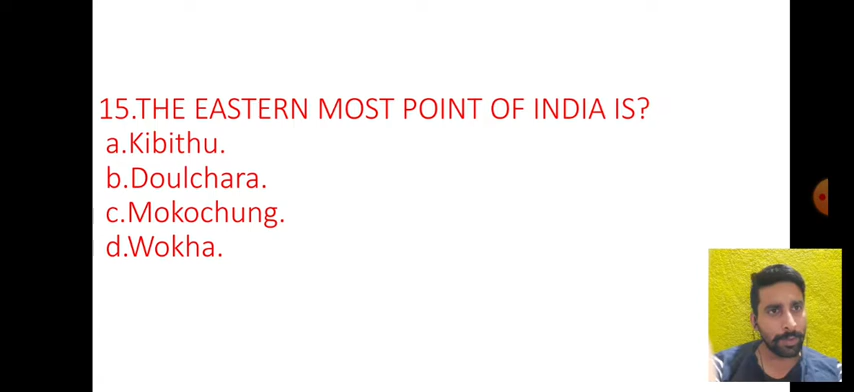 15.THE EASTERN MOST POINT OF INDIA IS?
a.Kibithu.
b.Doulchara.
c.Mokochung.
d.Wokha.